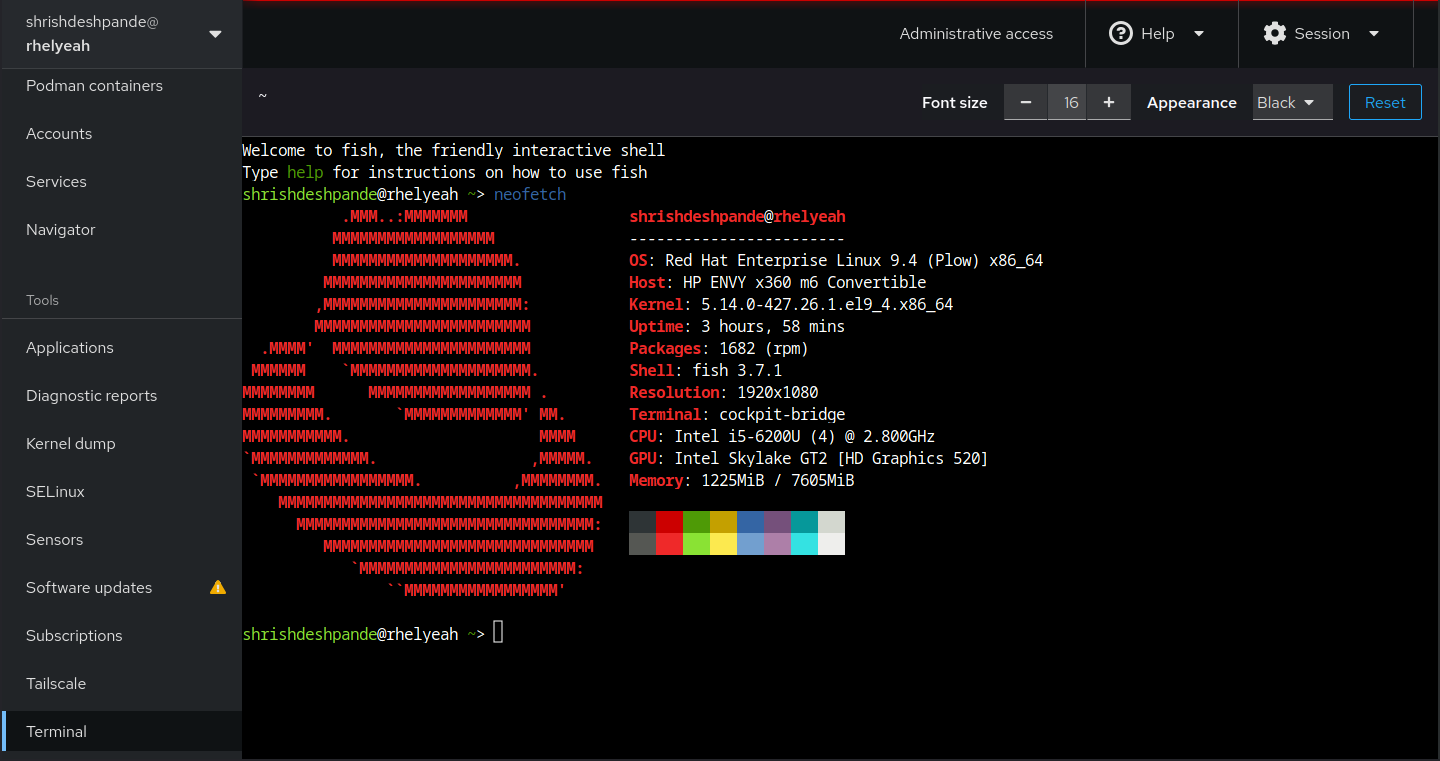 shrishdeshpande@
rhelyeah
Administrative access
Help
Session
Podman containers
Accounts
Services
Navigator
Tools
Applications
Diagnostic reports
Kernel dump
SELinux
Sensors
Software updates
Subscriptions
Tailscale
Terminal
~
Font size − 16 + Appearance Black Reset
Welcome to fish, the friendly interactive shell
Type help for instructions on how to use fish
shrishdeshpande@rhelyeah ~> neofetch
shrishdeshpande@rhelyeah
------------------------
OS: Red Hat Enterprise Linux 9.4 (Plow) x86_64
Host: HP ENVY x360 m6 Convertible
Kernel: 5.14.0-427.26.1.el9_4.x86_64
Uptime: 3 hours, 58 mins
Packages: 1682 (rpm)
Shell: fish 3.7.1
Resolution: 1920x1080
Terminal: cockpit-bridge
CPU: Intel i5-6200U (4) @ 2.800GHz
GPU: Intel Skylake GT2 [HD Graphics 520]
Memory: 1225MiB / 7605MiB
shrishdeshpande@rhelyeah ~>